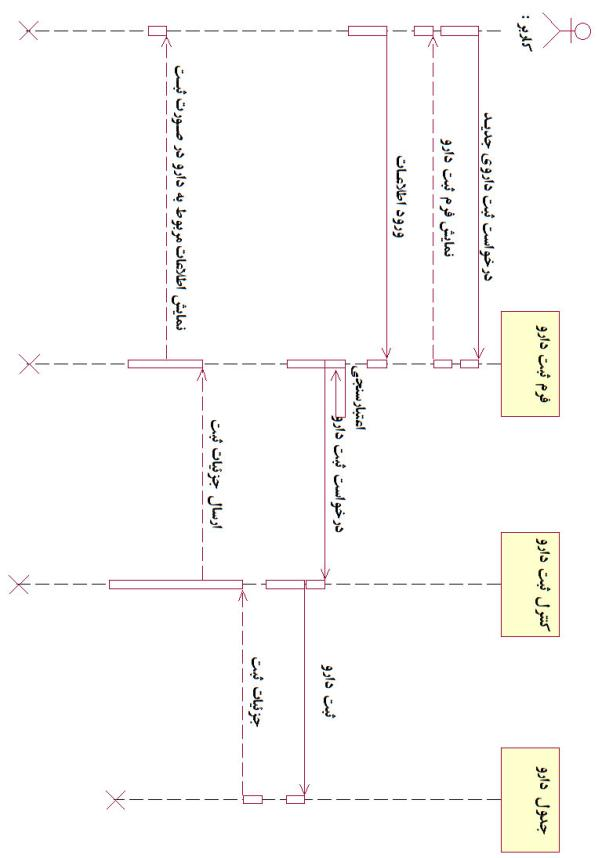 کاربر :
فرم ثبت دارو
کنترل ثبت دارو
جدول دارو
درخواست ثبت داروی جدید
نمایش فرم ثبت دارو
ورود اطلاعات
اعتبارسنجی
درخواست ثبت دارو
ثبت دارو
جزئیات ثبت
ارسال جزئیات ثبت
نمایش اطلاعات مربوط به دارو در صورت ثبت